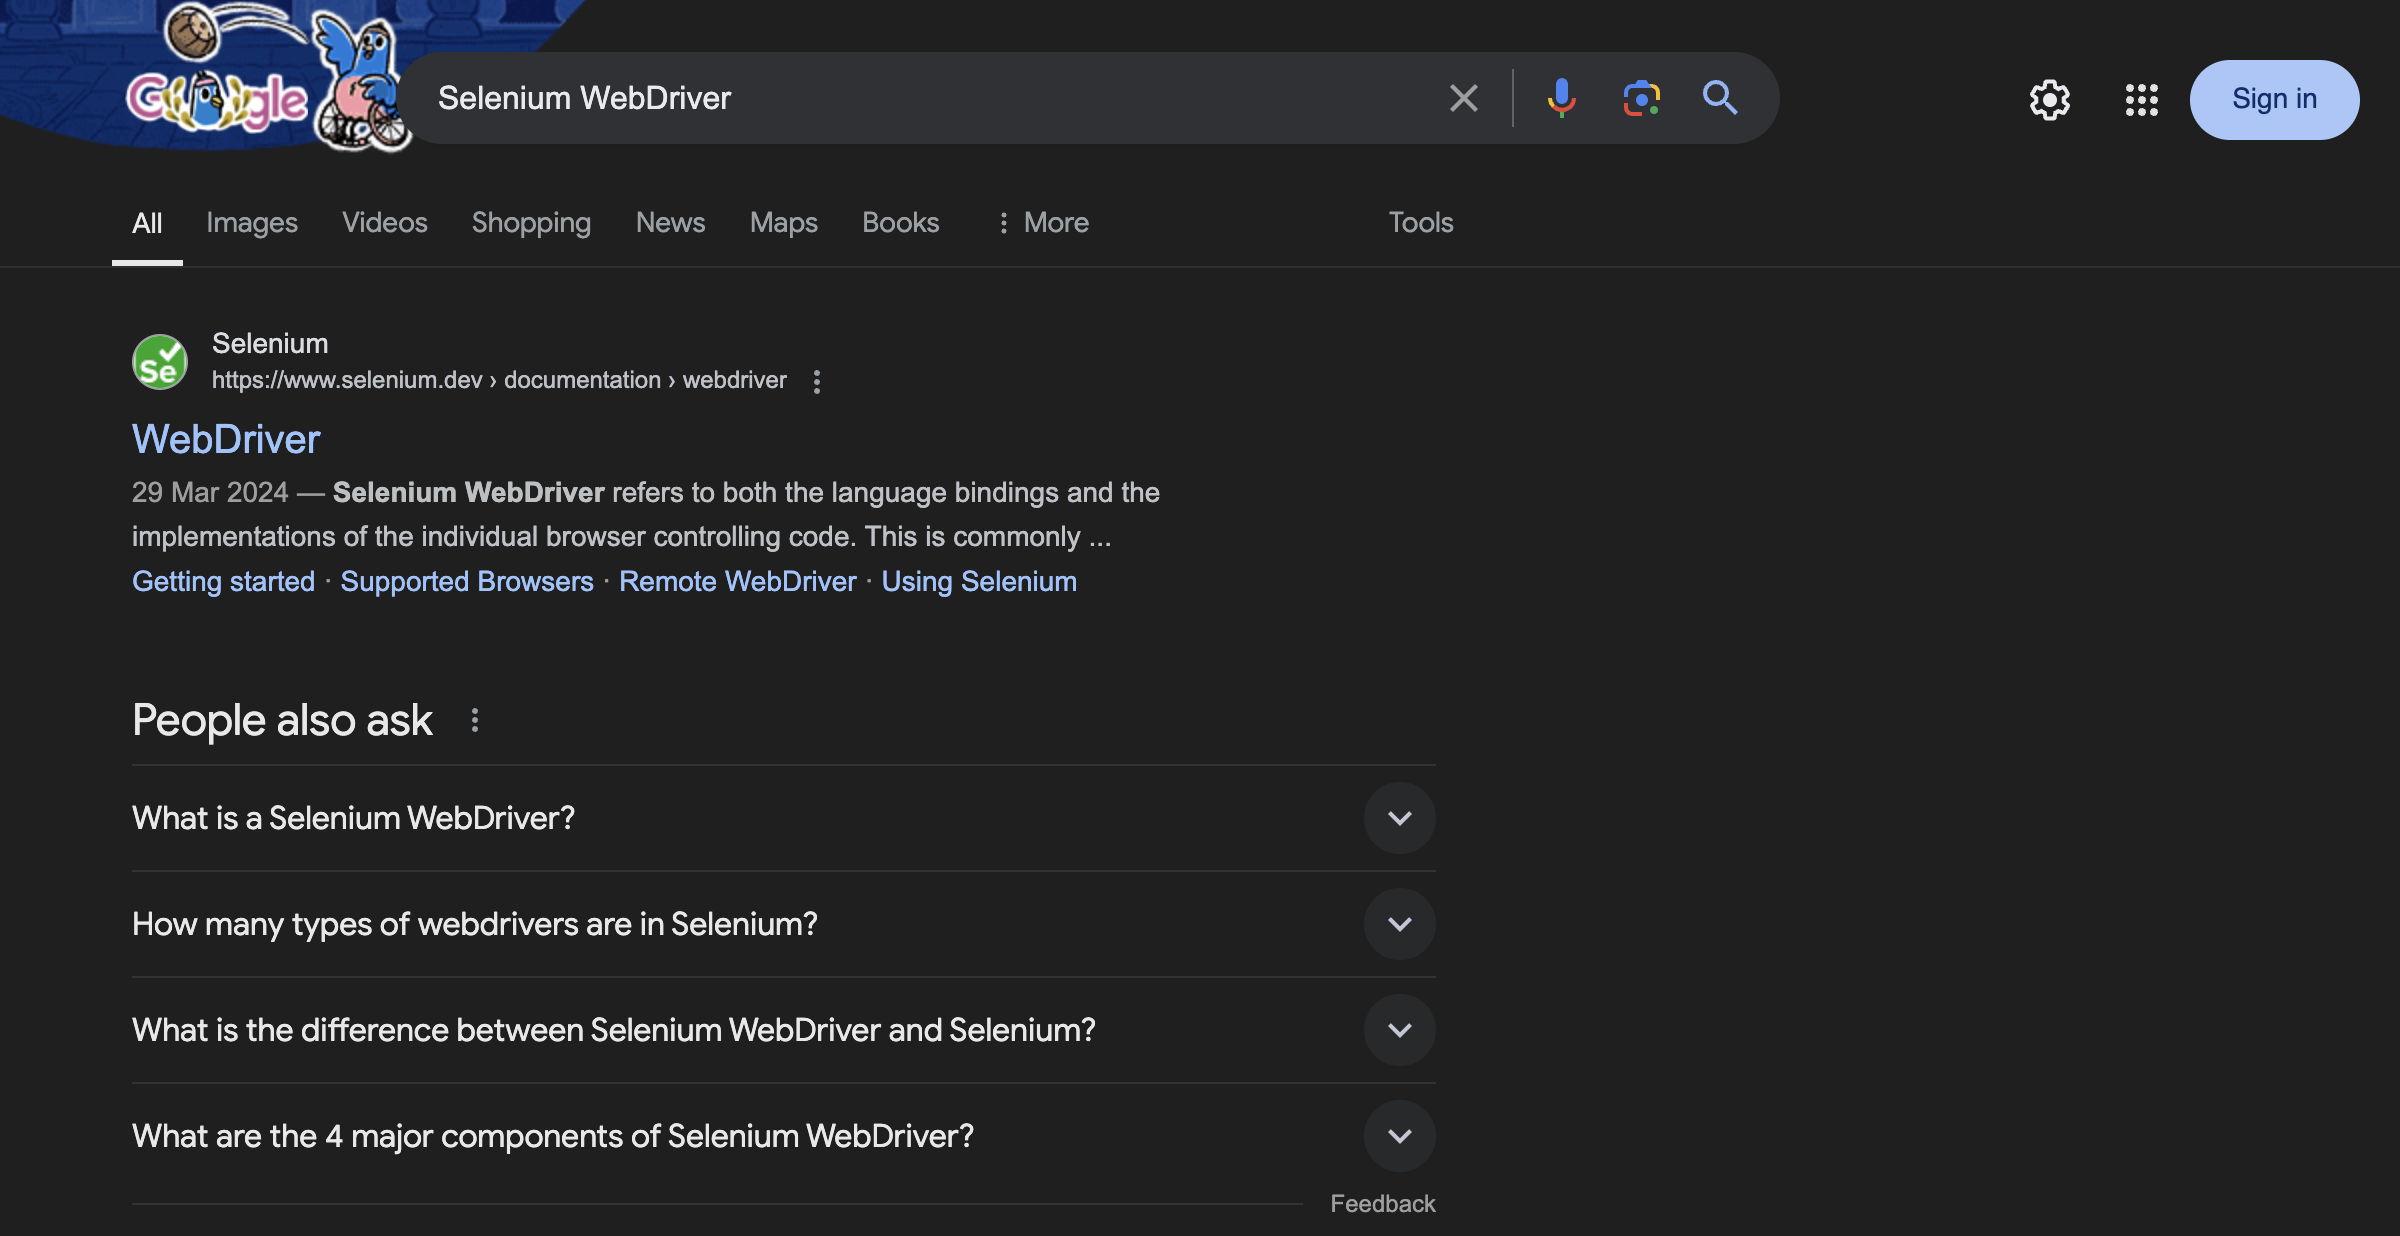 Google
Selenium WebDriver
Sign in
All Images Videos Shopping News Maps Books More Tools
Se
Selenium
https://www.selenium.dev › documentation › webdriver
WebDriver
29 Mar 2024 — Selenium WebDriver refers to both the language bindings and the
implementations of the individual browser controlling code. This is commonly ...
Getting started · Supported Browsers · Remote WebDriver · Using Selenium
People also ask
What is a Selenium WebDriver?
How many types of webdrivers are in Selenium?
What is the difference between Selenium WebDriver and Selenium?
What are the 4 major components of Selenium WebDriver?
Feedback